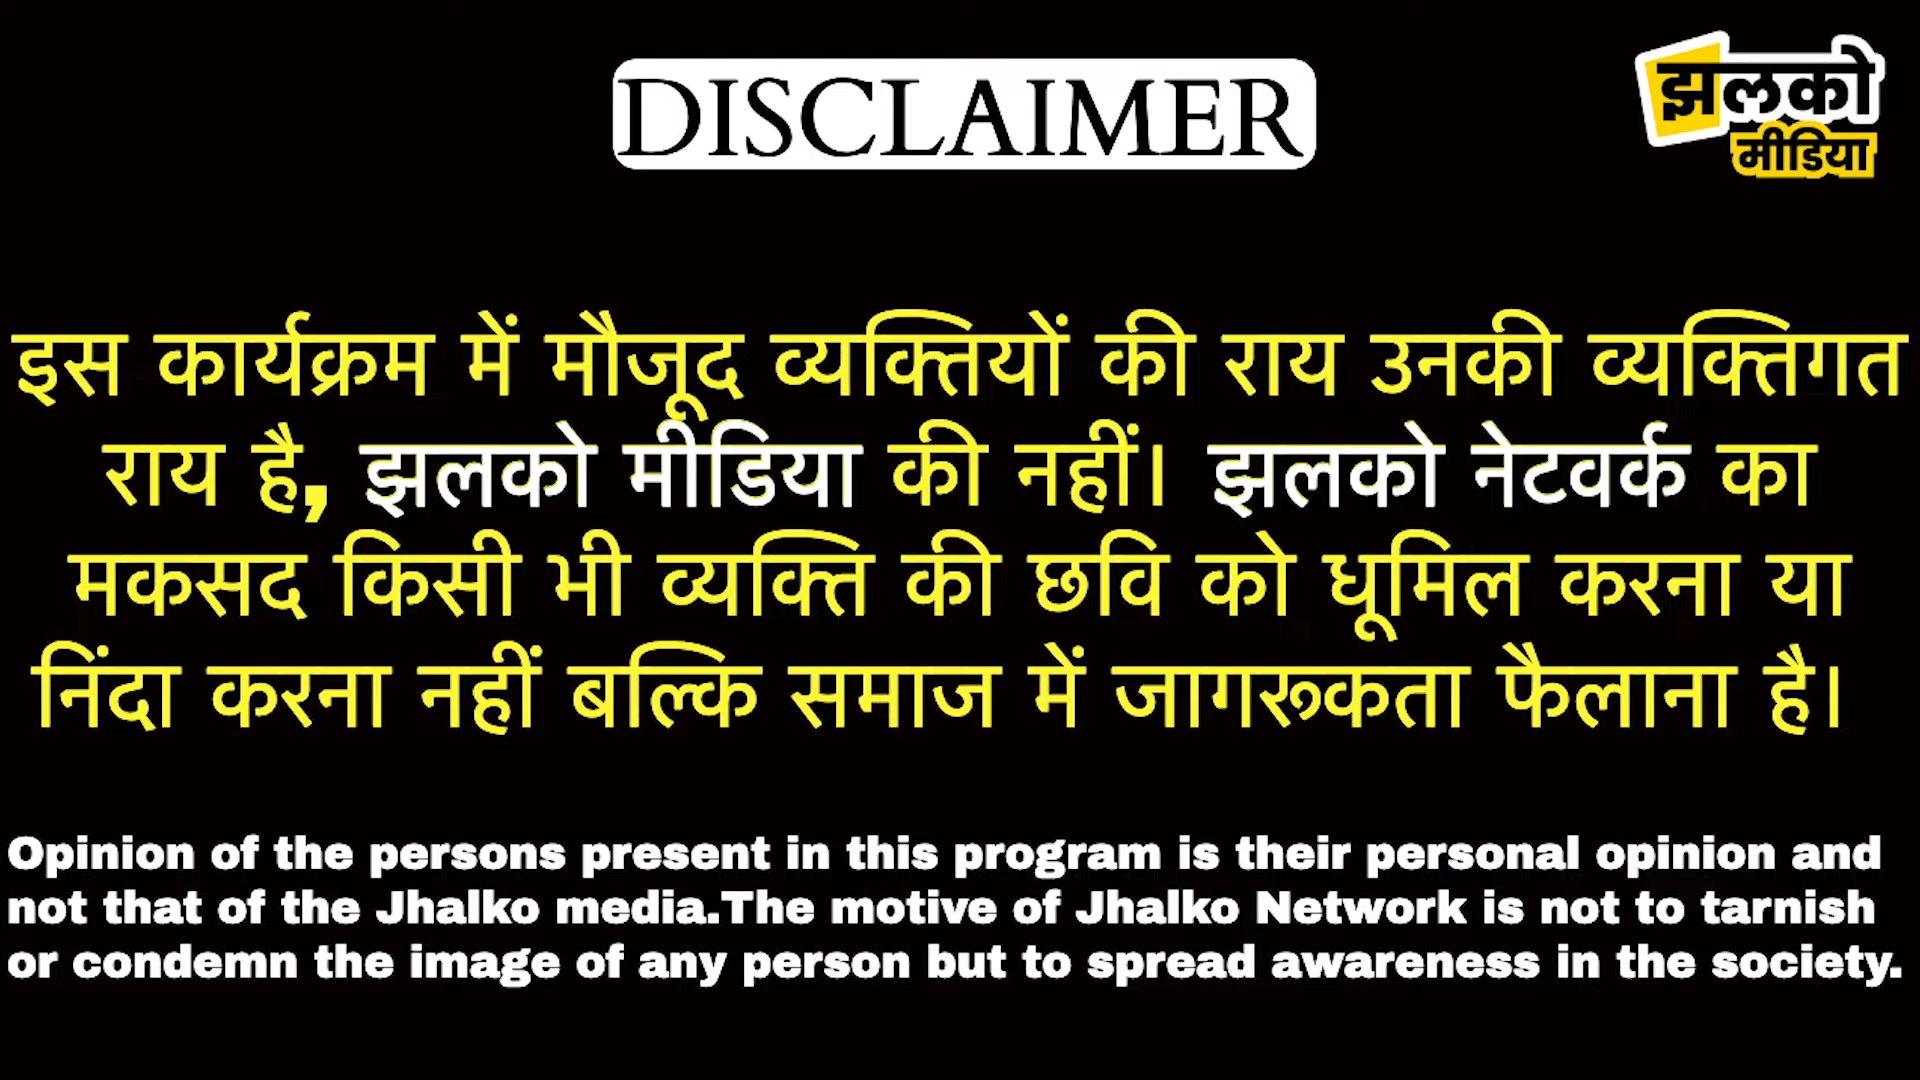 DISCLAIMER
झलको
मीडिया
इस कार्यक्रम में मौजूद व्यक्तियों की राय उनकी व्यक्तिगत
राय है, झलको मीडिया की नहीं। झलको नेटवर्क का
मकसद किसी भी व्यक्ति की छवि को धूमिल करना या
निंदा करना नहीं बल्कि समाज में जागरूकता फैलाना है।
Opinion of the persons present in this program is their personal opinion and
not that of the Jhalko media.The motive of Jhalko Network is not to tarnish
or condemn the image of any person but to spread awareness in the society.